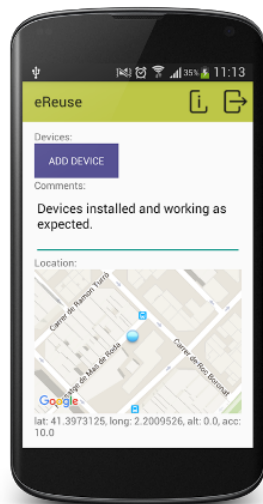 35% 11:13
eReuse
Devices:
ADD DEVICE
Comments:
Devices installed and working as
expected.
Location:
Carrer de Ramon Turró
Passatge de Mas de Roda
Carrer de Roc Boronat
Google
lat: 41.3973125, long: 2.2009526, alt: 0.0, acc:
10.0